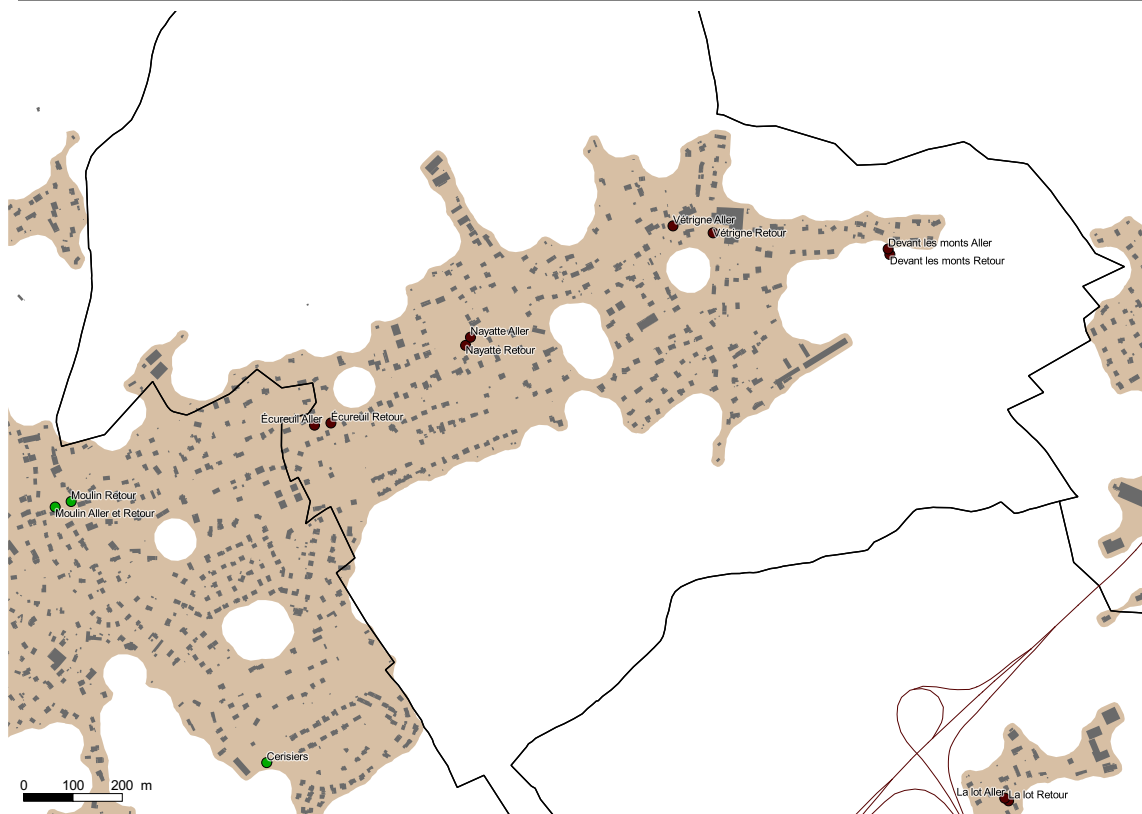 Vétrigne Aller
Vétrigne Retour
Devant les monts Aller
Devant les monts Retour
Nayatte Aller
Nayatte Retour
Écureuil Aller
Écureuil Retour
Moulin Retour
Moulin Aller et Retour
Cerisiers
0 100 200 m
La lot Aller
La lot Retour